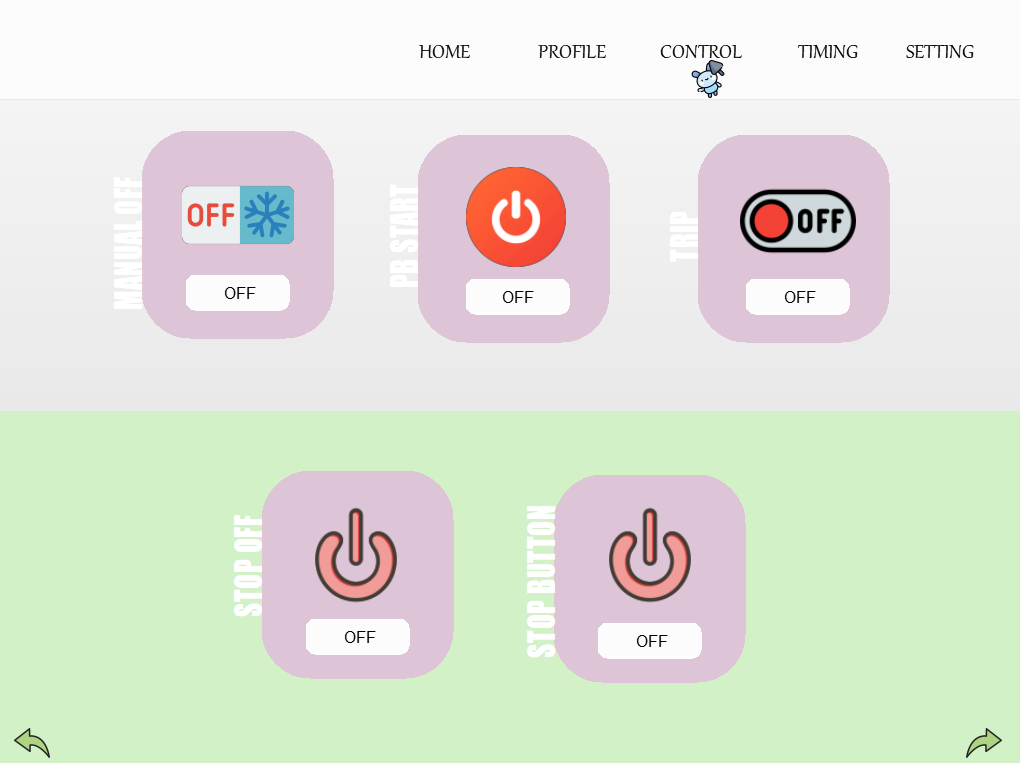 HOME
PROFILE
CONTROL
TIMING
SETTING
MANUAL OFF
OFF
OFF
PB START
OFF
TRIP
OFF
OFF
STOP OFF
OFF
STOP BUTTON
OFF